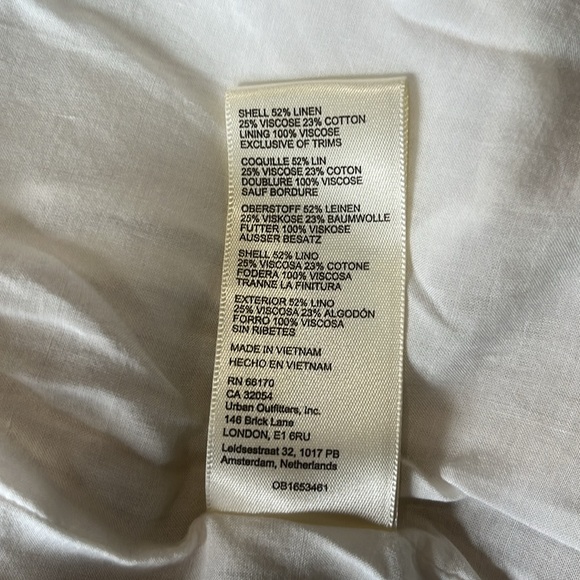 SHELL 52% LINEN
25% VISCOSE 23% COTTON
LINING 100% VISCOSE
EXCLUSIVE OF TRIMS
COQUILLE 52% LIN
25% VISCOSE 23% COTON
DOUBLURE 100% VISCOSE
SAUF BORDURE
OBERSTOFF 52% LEINEN
25% VISKOSE 23% BAUMWOLLE
FUTTER 100% VISKOSE
AUSSER BESATZ
SHELL 52% LINO
25% VISCOSA 23% COTONE
FODERA 100% VISCOSA
TRANNE LA FINITURA
EXTERIOR 52% LINO
25% VISCOSA 23% ALGODÓN
FORRO 100% VISCOSA
SIN RIBETES
MADE IN VIETNAM
HECHO EN VIETNAM
RN 66170
CA 32054
Urban Outfitters, Inc.
146 Brick Lane
LONDON, E1 6RU
Leidsestraat 32, 1017 PB
Amsterdam, Netherlands
OB1653461